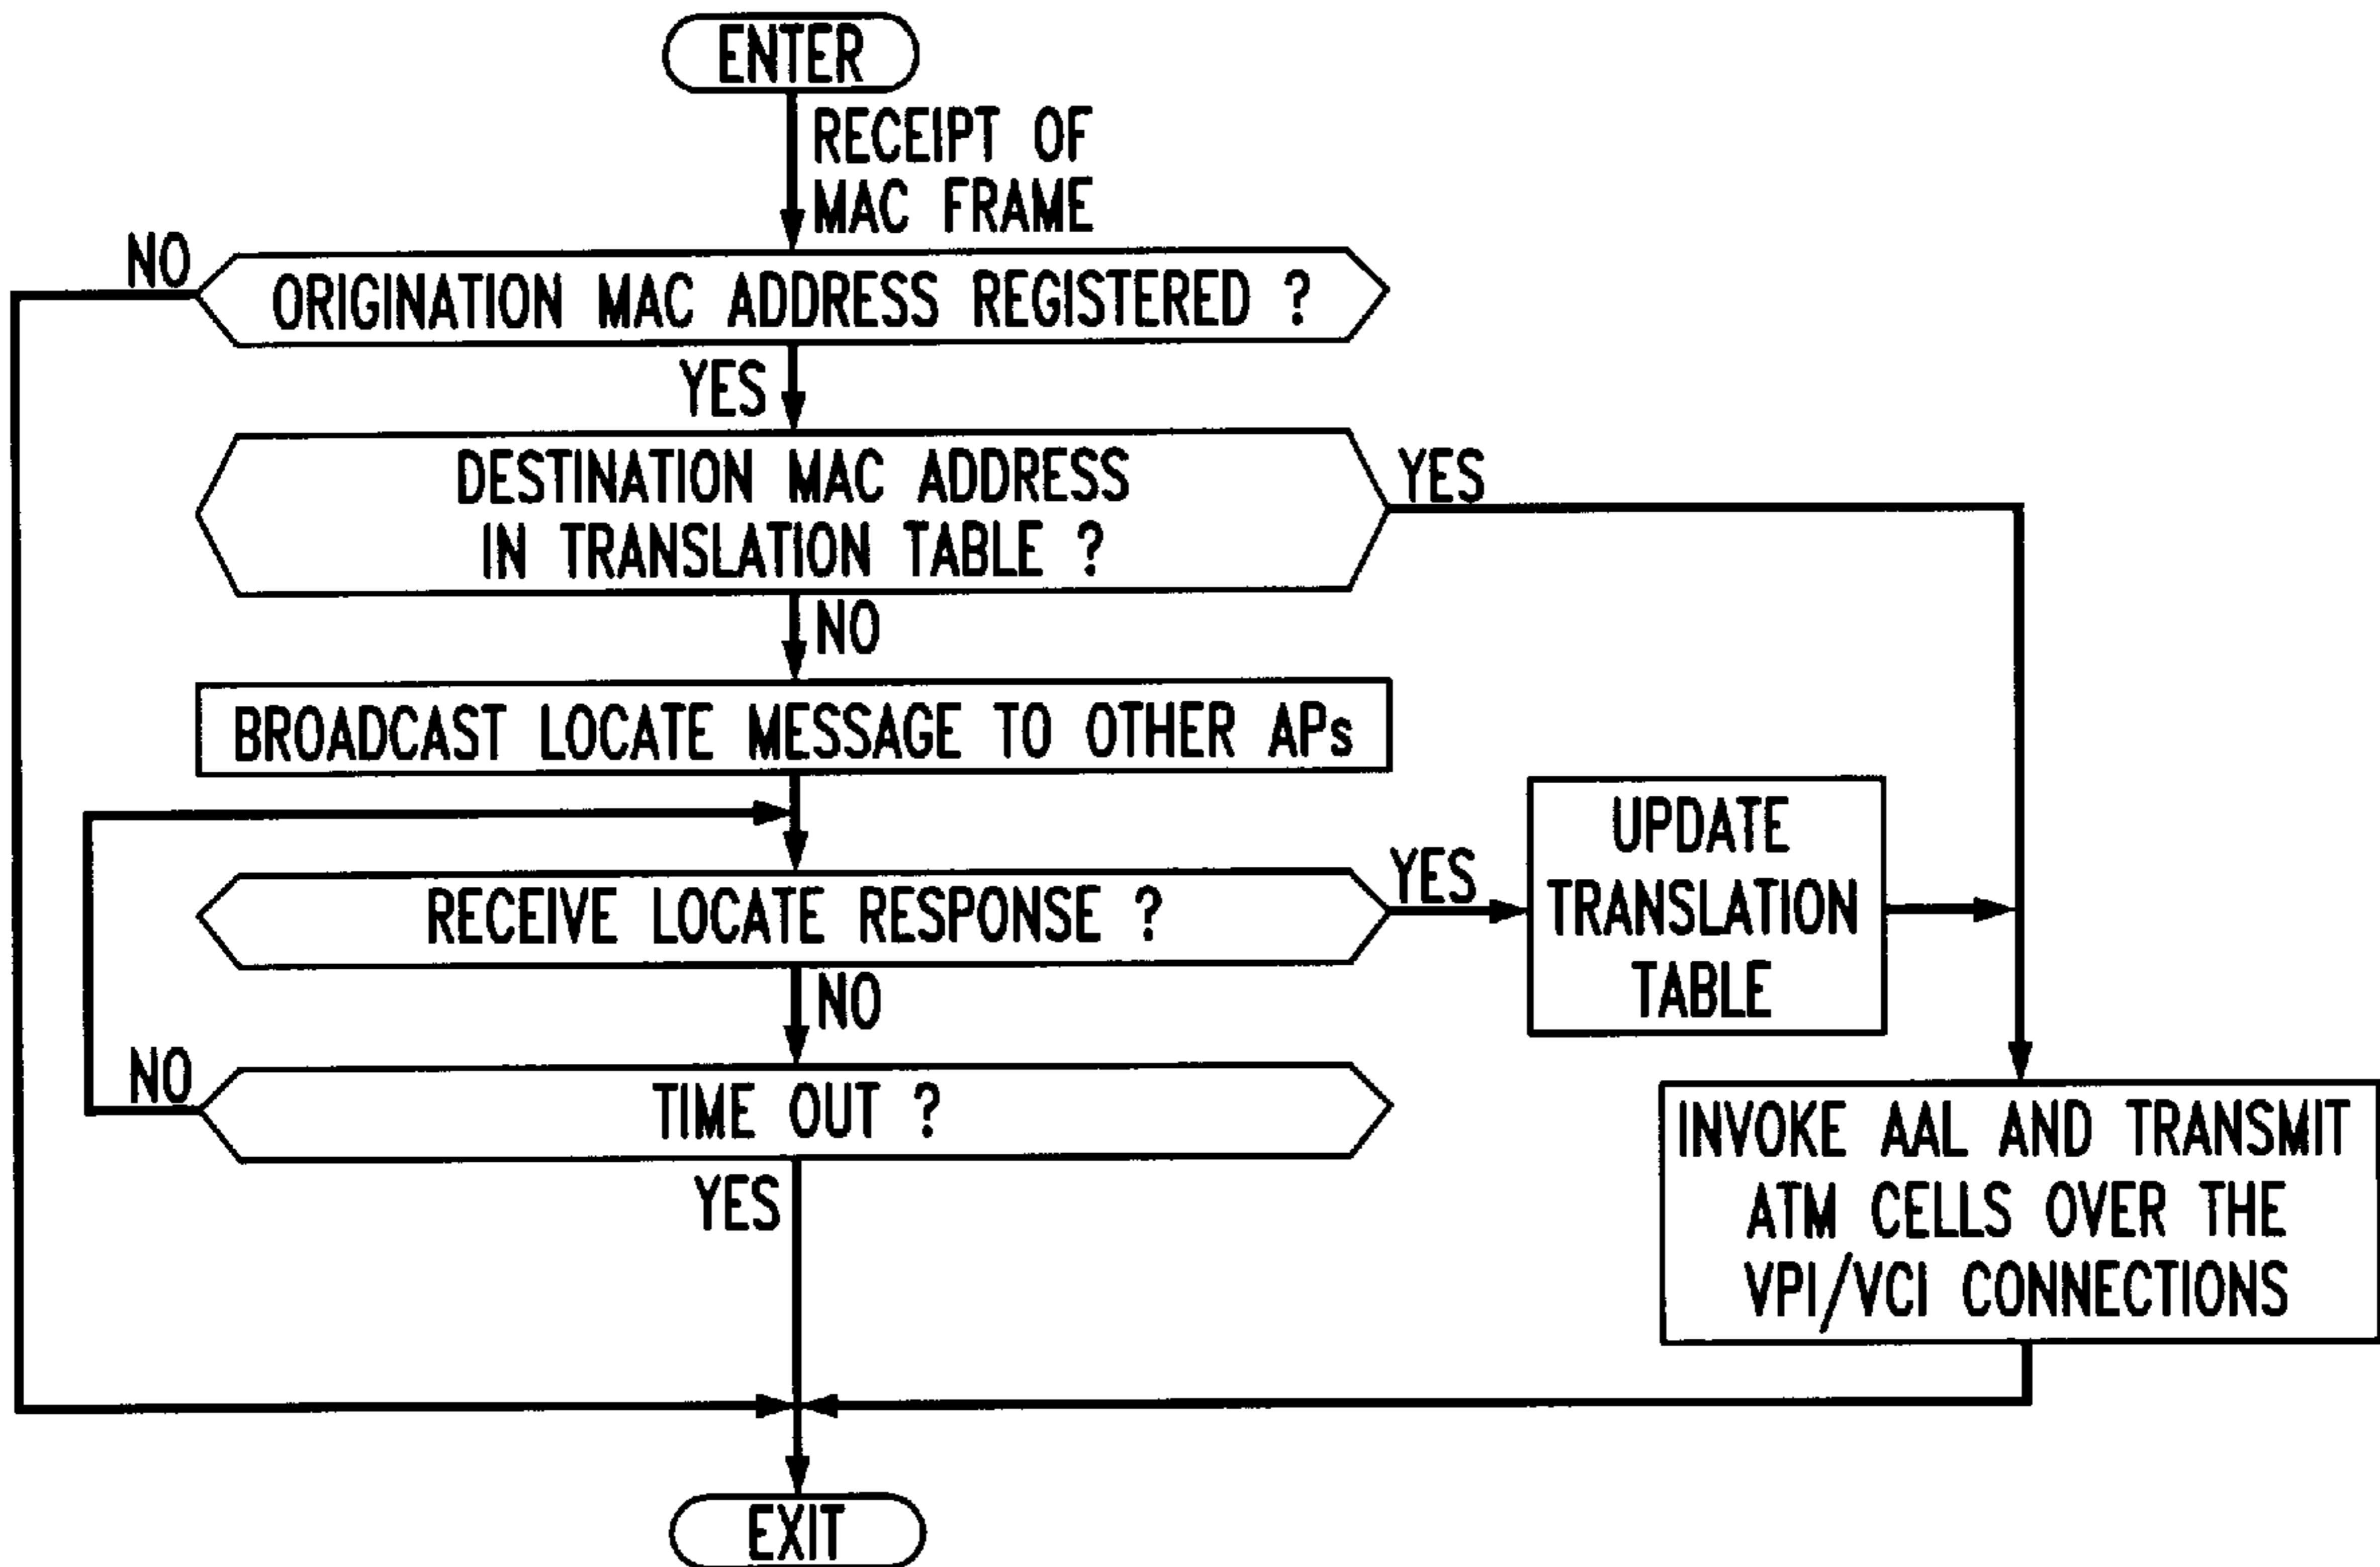 ENTER
RECEIPT OF
MAC FRAME
NO
ORIGINATION MAC ADDRESS REGISTERED ?
YES
DESTINATION MAC ADDRESS
IN TRANSLATION TABLE ?
YES
NO
BROADCAST LOCATE MESSAGE TO OTHER APs
RECEIVE LOCATE RESPONSE ?
YES
UPDATE
TRANSLATION
TABLE
NO
NO
TIME OUT ?
YES
INVOKE AAL AND TRANSMIT
ATM CELLS OVER THE
VPI/VCI CONNECTIONS
EXIT